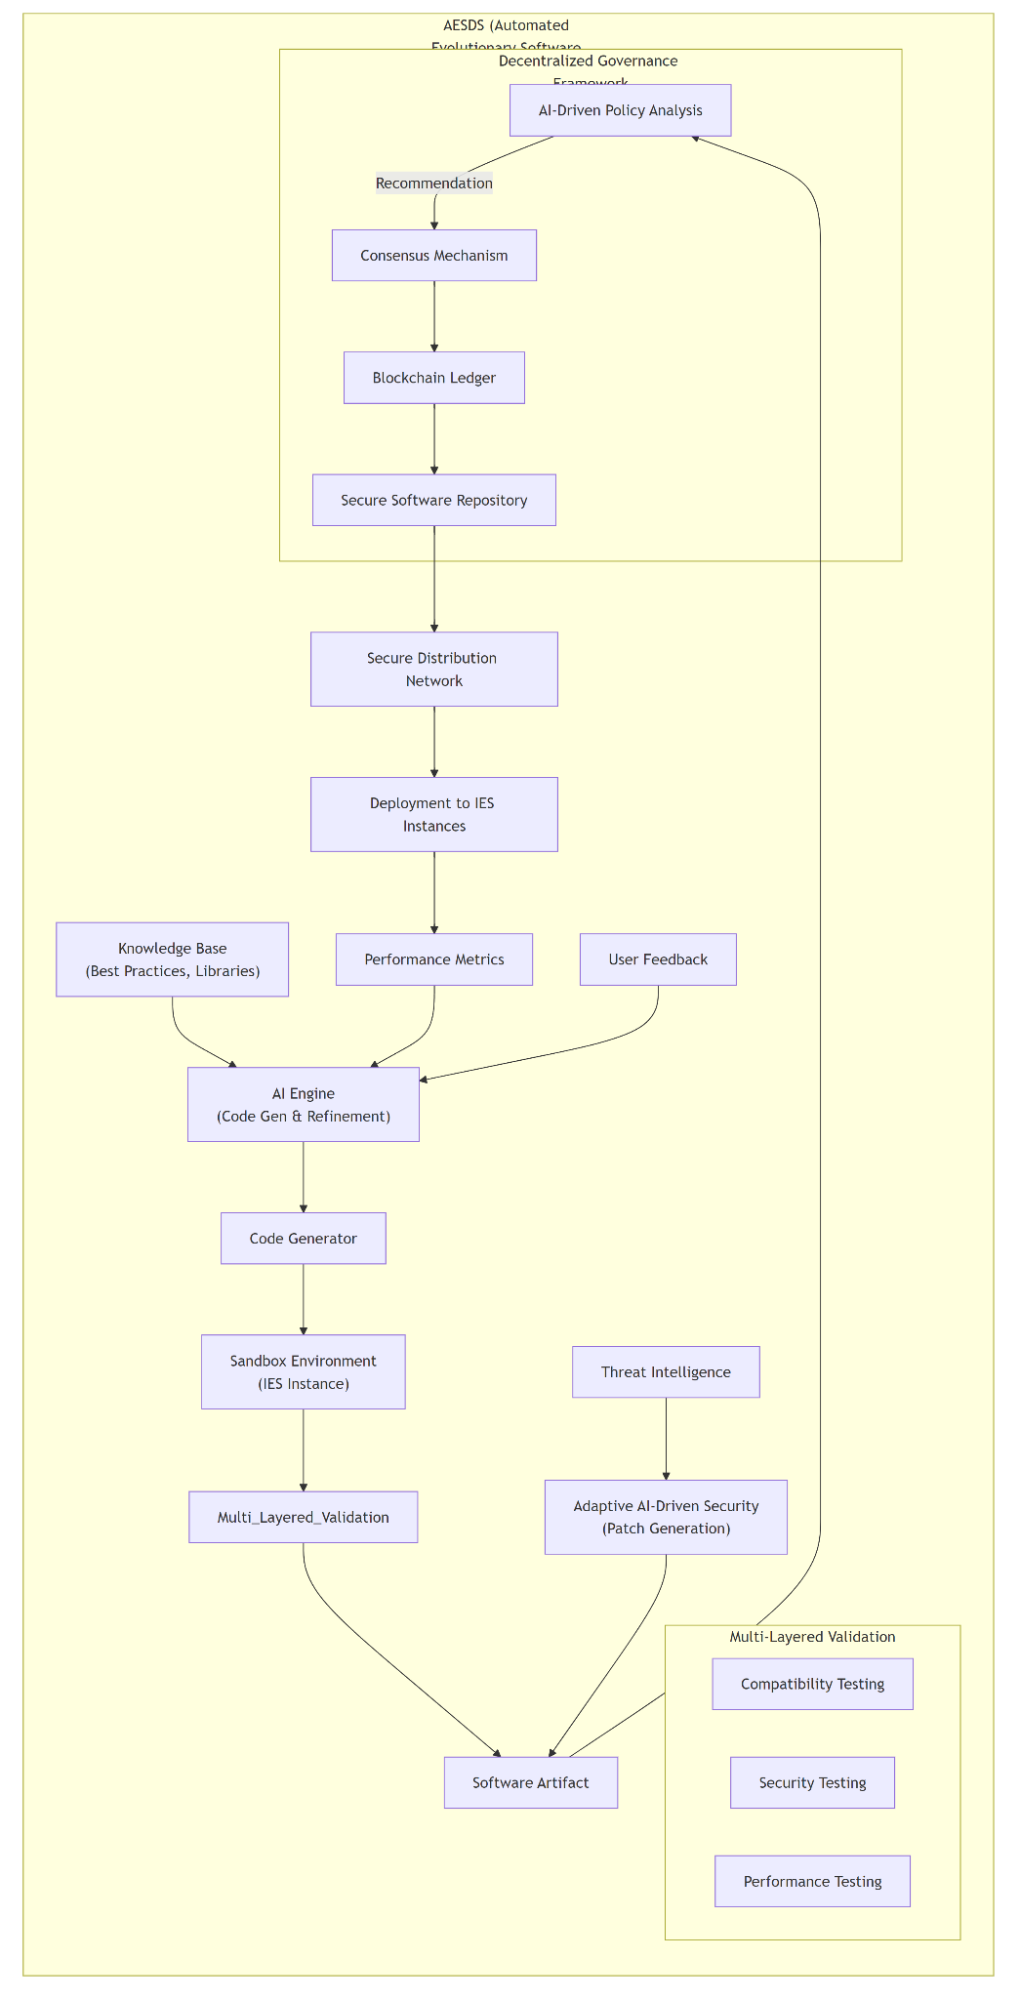 AESDS (Automated
Evolutionary Software
Decentralized Governance
Framework
AI-Driven Policy Analysis
Recommendation
Consensus Mechanism
Blockchain Ledger
Secure Software Repository
Secure Distribution
Network
Deployment to IES
Instances
Knowledge Base
(Best Practices, Libraries)
Performance Metrics
User Feedback
AI Engine
(Code Gen & Refinement)
Code Generator
Sandbox Environment
(IES Instance)
Threat Intelligence
Multi_Layered_Validation
Adaptive AI-Driven Security
(Patch Generation)
Multi-Layered Validation
Compatibility Testing
Software Artifact
Security Testing
Performance Testing